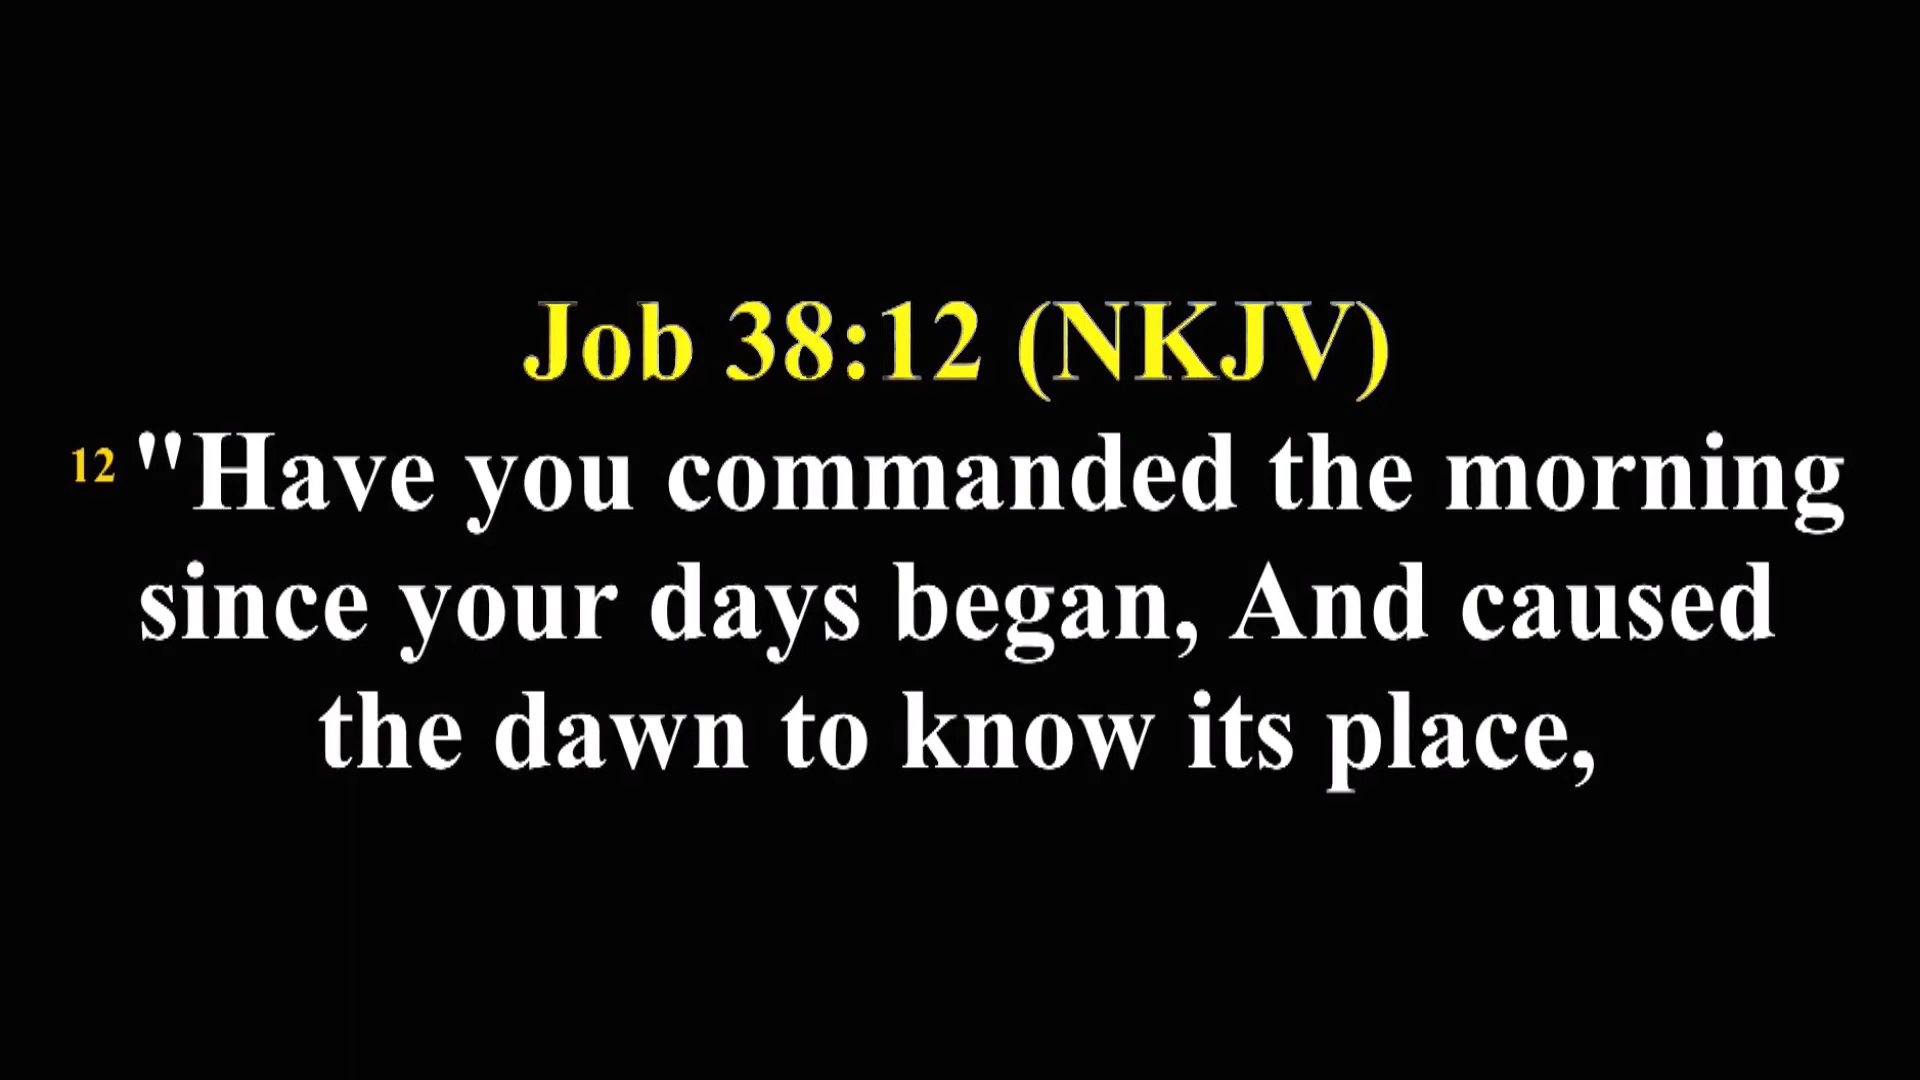 Job 38:12 (NKJV)
12 "Have you commanded the morning
since your days began, And caused
the dawn to know its place,